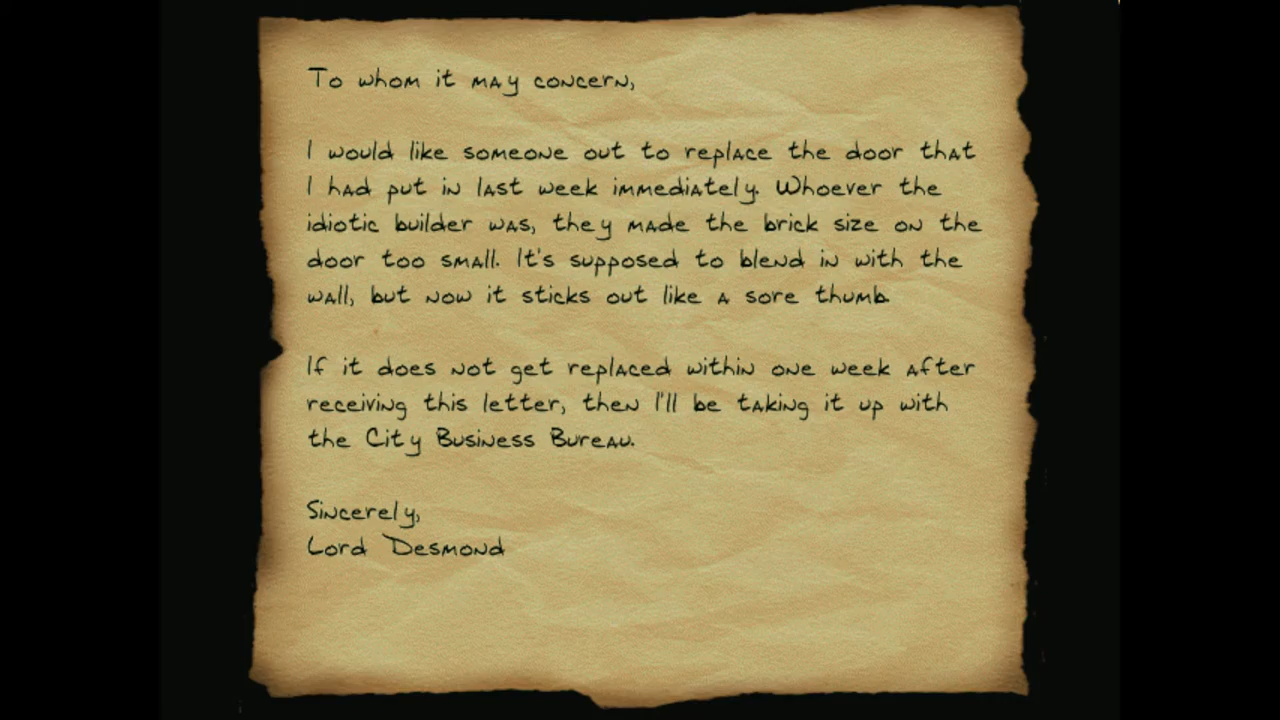 To whom it may concern,
I would like someone out to replace the door that
I had put in last week immediately. Whoever the
idiotic builder was, they made the brick size on the
door too small. It's supposed to blend in with the
wall, but now it sticks out like a sore thumb.
If it does not get replaced within one week after
receiving this letter, then I'll be taking it up with
the City Business Bureau.
Sincerely,
Lord Desmond